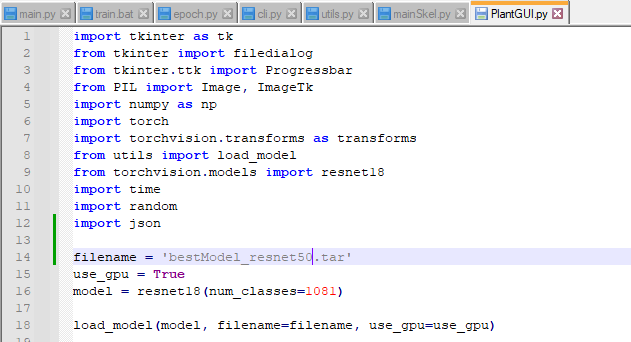 main.py train.bat epoch.py cli.py utils.py mainSkel.py PlantGUI.py
1 import tkinter as tk
2 from tkinter import filedialog
3 from tkinter.ttk import Progressbar
4 from PIL import Image, ImageTk
5 import numpy as np
6 import torch
7 import torchvision.transforms as transforms
8 from utils import load_model
9 from torchvision.models import resnet18
10 import time
11 import random
12 import json
13
14 filename = 'bestModel_resnet50.tar'
15 use_gpu = True
16 model = resnet18(num_classes=1081)
17
18 load_model(model, filename=filename, use_gpu=use_gpu)
19